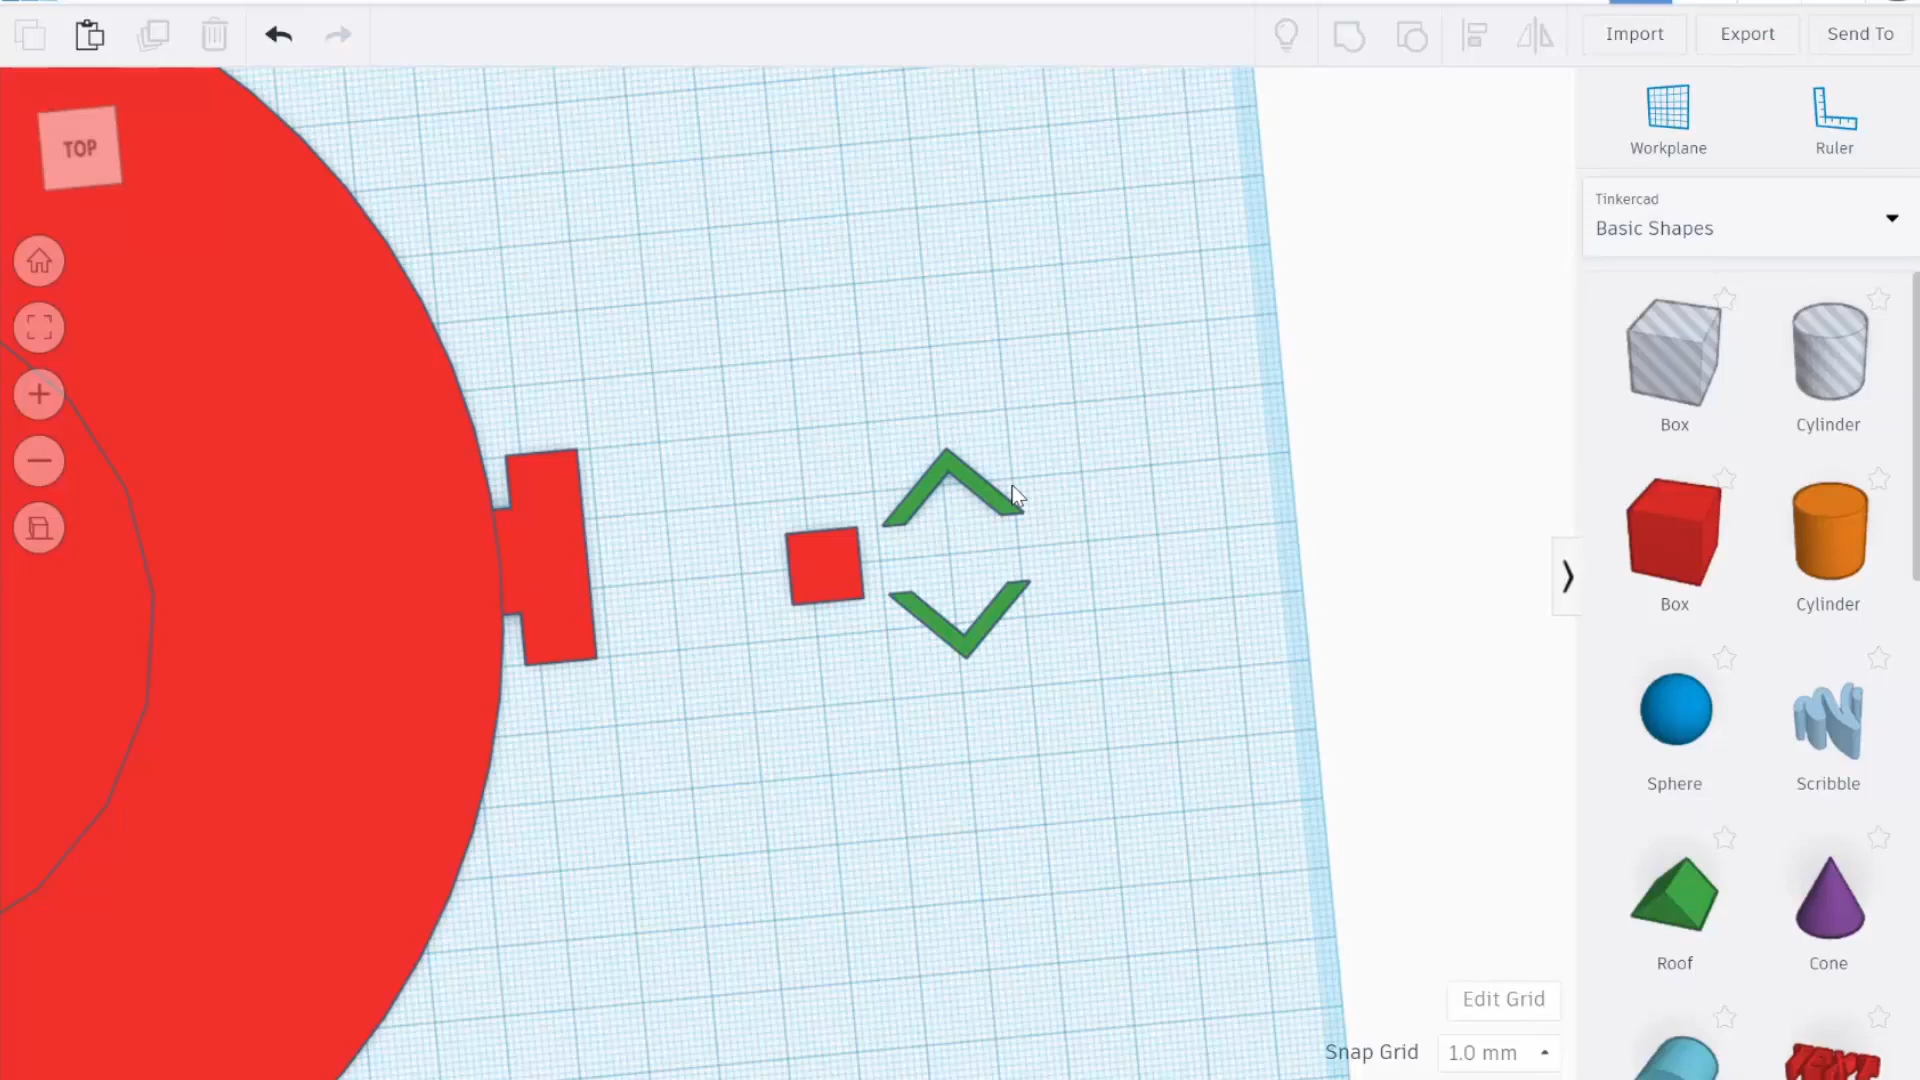 Import Export Send To
TOP
Workplane Ruler
Tinkercad
Basic Shapes
Box Cylinder
Box Cylinder
Sphere Scribble
Roof Cone
TEXT
Edit Grid
Snap Grid 1.0 mm